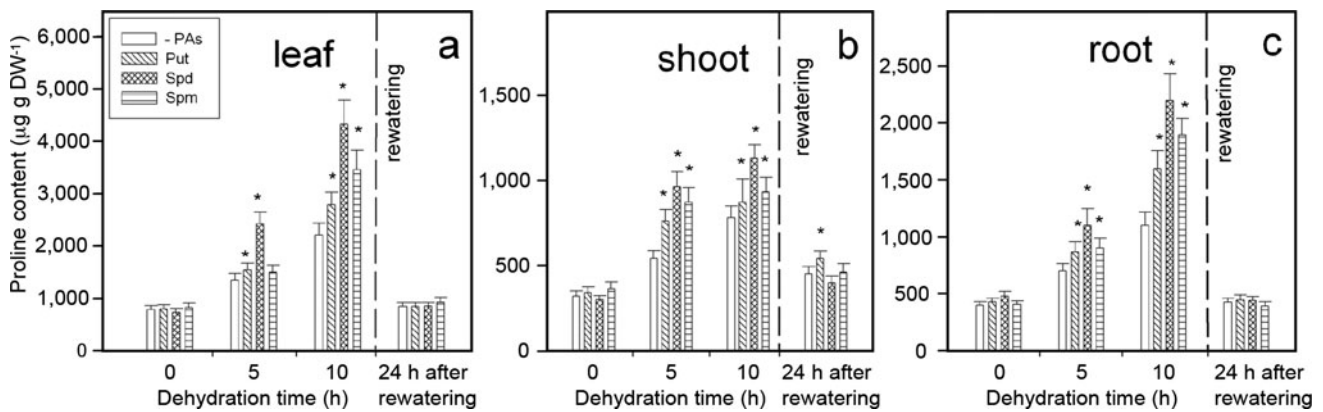 Proline content (µg g DW-1)
6,000
5,000
4,000
3,000
2,000
1,000
0
- PAs
Put
Spd
Spm
leaf
a
*
*
*
*
*
rewatering
0
5
10
24 h after
Dehydration time (h)
rewatering
1,500
1,000
500
0
shoot
b
*
*
*
*
*
*
*
rewatering
0
5
10
24 h after
Dehydration time (h)
rewatering
2,500
2,000
1,500
1,000
500
0
root
c
*
*
*
*
*
*
rewatering
0
5
10
24 h after
Dehydration time (h)
rewatering